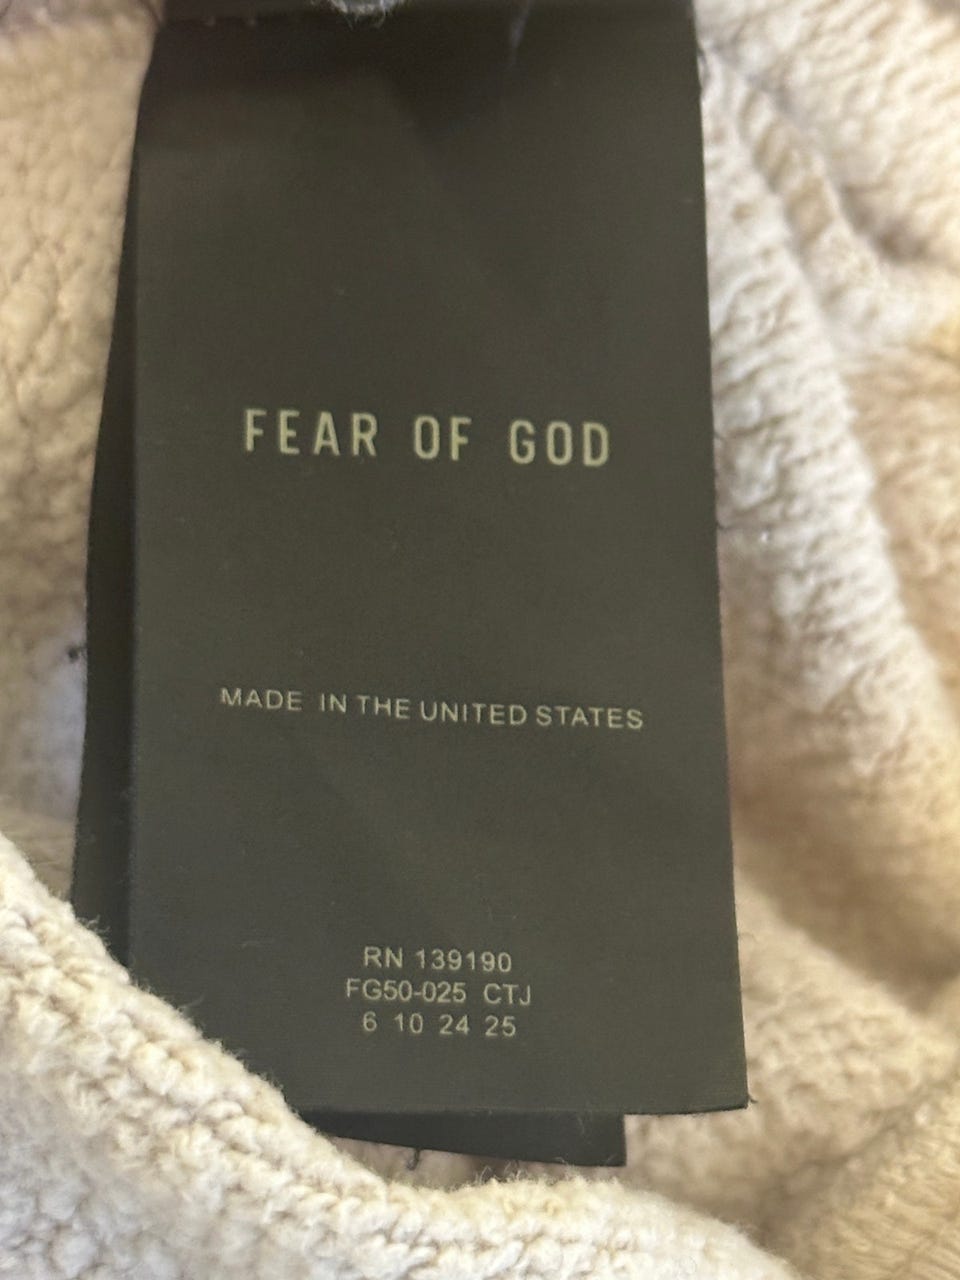 FEAR OF GOD
MADE IN THE UNITED STATES
RN 139190
FG50-025 CTJ
6 10 24 25